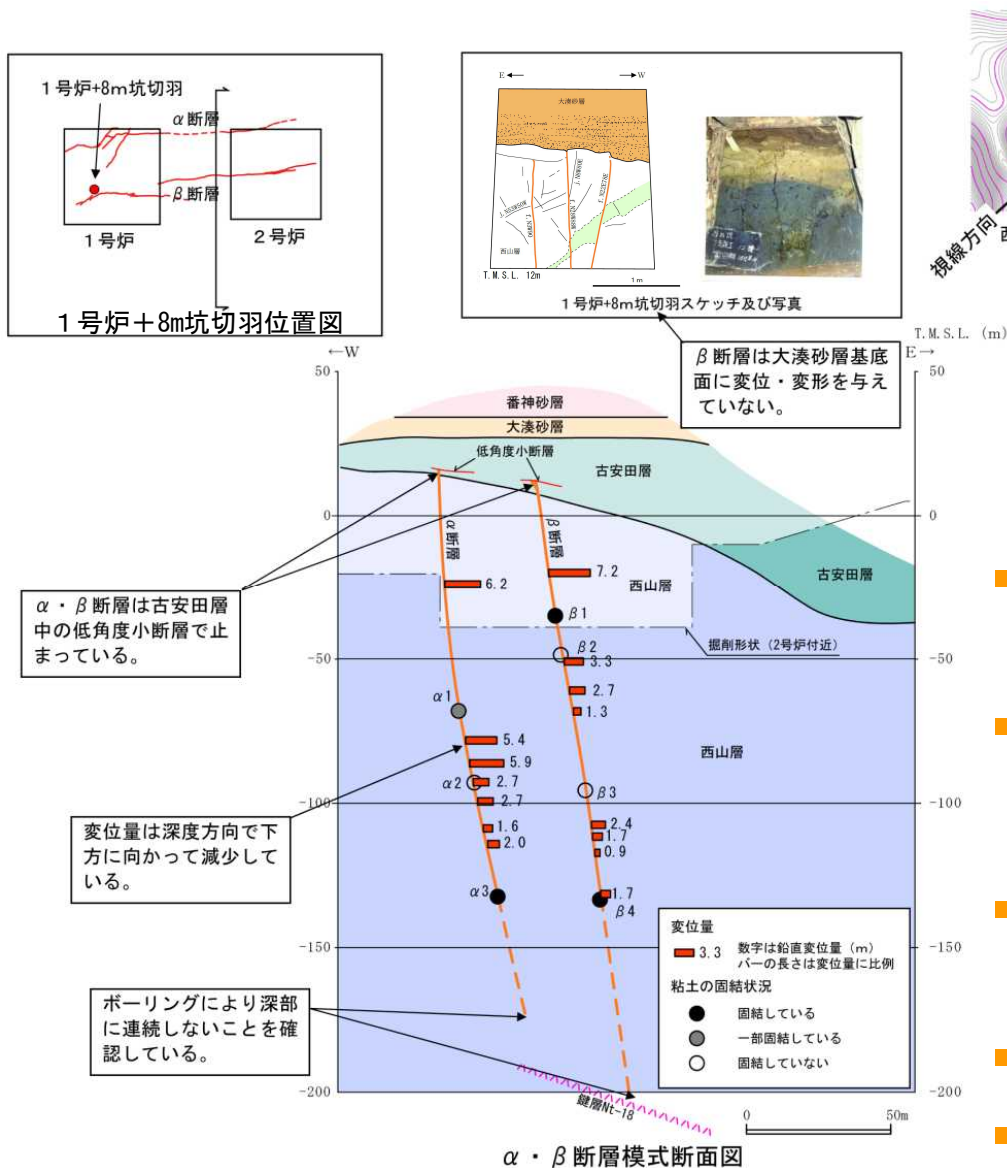 1号炉+8m坑切羽
α断層
β断層
1号炉
2号炉
1号炉+8m坑切羽位置図
E ←
→ W
大湊砂層
西山層
T.M.S.L. 12m
1m
1号炉+8m坑切羽スケッチ及び写真
視線方向
β断層は大湊砂層基底
面に変位・変形を与え
ていない。
T.M.S.L. (m)
←W
E→
50
50
番神砂層
大湊砂層
低角度小断層
古安田層
0
0
α断層
β断層
6.2
7.2
西山層
古安田層
β1
α・β断層は古安田層
中の低角度小断層で止
まっている。
掘削形状(2号炉付近)
-50
-50
β2
3.3
2.7
1.3
α1
5.4
5.9
西山層
α2
2.7
β3
2.7
-100
-100
1.6
2.0
2.4
1.7
0.9
変位量は深度方向で下
方に向かって減少して
いる。
α3
1.7
β4
-150
-150
変位量
3.3 数字は鉛直変位量(m)
バーの長さは変位量に比例
粘土の固結状況
固結している
一部固結している
固結していない
ボーリングにより深部
に連続しないことを確
認している。
-200
-200
鍵層Nt-18
0
50m
α・β断層模式断面図